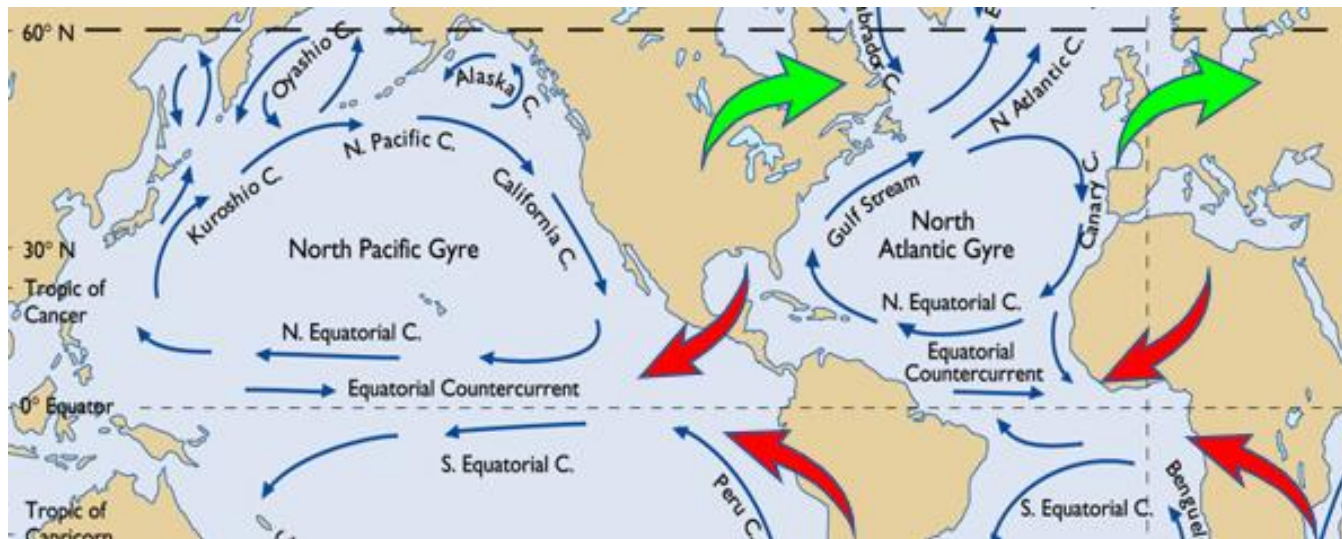 60° N
Oyashio C.
Alaska C.
N. Pacific C.
Kuroshio C.
California C.
North Pacific Gyre
30° N
Tropic of
Cancer
N. Equatorial C.
Equatorial Countercurrent
0° Equator
S. Equatorial C.
Peru C.
Tropic of
Capricorn
N Atlantic C.
Gulf Stream
North
Atlantic Gyre
Canary C.
N. Equatorial C.
Equatorial
Countercurrent
S. Equatorial C.